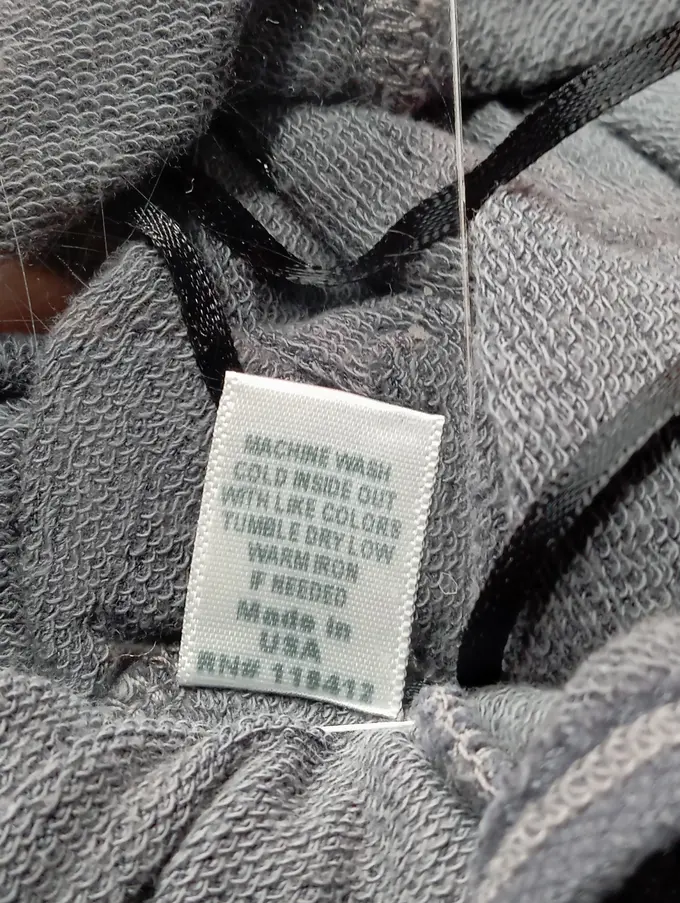 MACHINE WASH
COLD INSIDE OUT
WITH LIKE COLORS
TUMBLE DRY LOW
WARM IRON
IF NEEDED
Made in
USA
RN# 119412